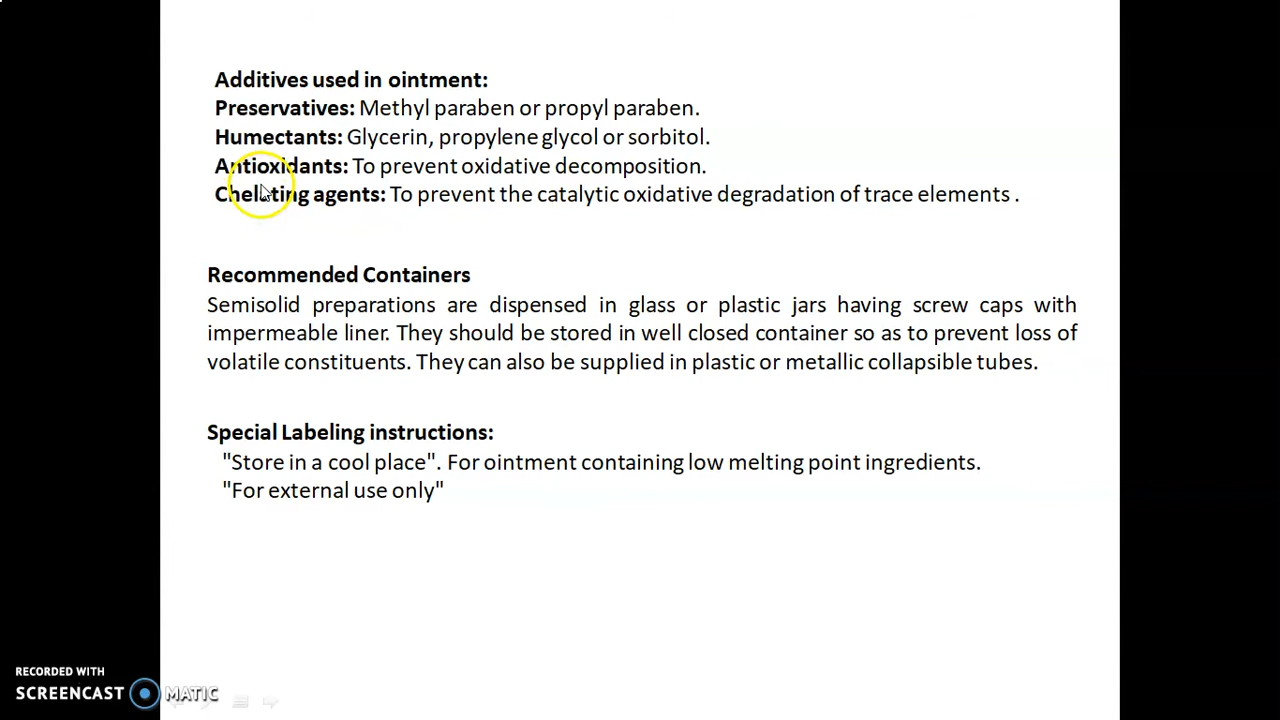 Additives used in ointment:
Preservatives: Methyl paraben or propyl paraben.
Humectants: Glycerin, propylene glycol or sorbitol.
Antioxidants: To prevent oxidative decomposition.
Chelating agents: To prevent the catalytic oxidative degradation of trace elements .
Recommended Containers
Semisolid preparations are dispensed in glass or plastic jars having screw caps with
impermeable liner. They should be stored in well closed container so as to prevent loss of
volatile constituents. They can also be supplied in plastic or metallic collapsible tubes.
Special Labeling instructions:
"Store in a cool place". For ointment containing low melting point ingredients.
"For external use only"
RECORDED WITH
SCREENCAST MATIC